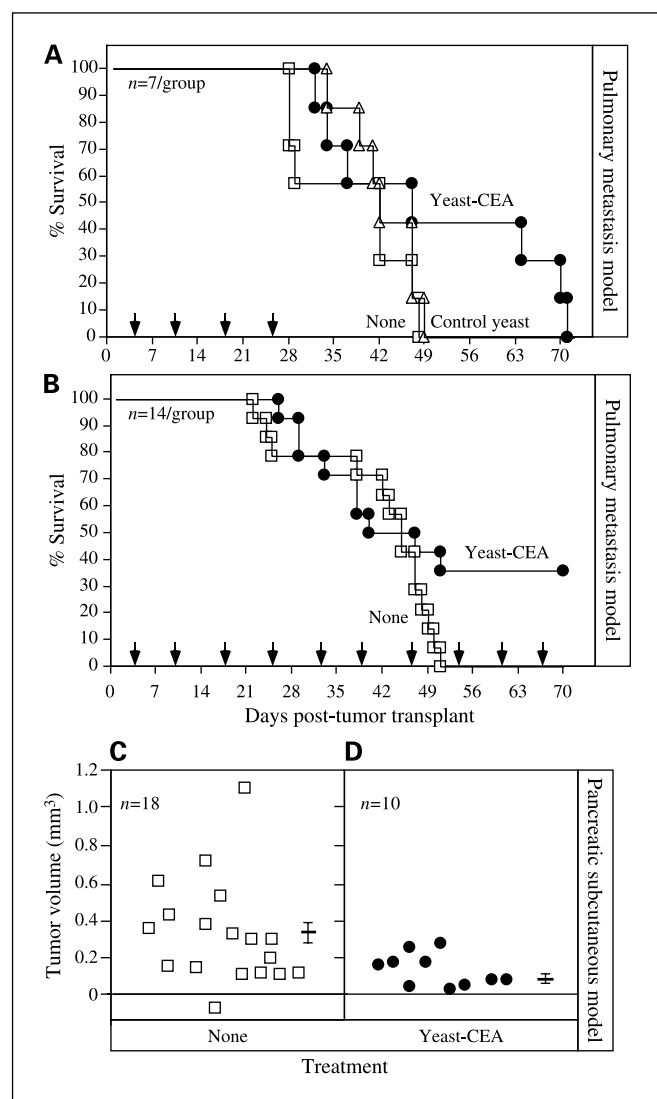 A
% Survival
100
90
80
70
60
50
40
30
20
10
0
n=7/group
Yeast-CEA
None
Control yeast
0 7 14 21 28 35 42 49 56 63 70
Pulmonary metastasis model
B
% Survival
100
90
80
70
60
50
40
30
20
10
0
n=14/group
Yeast-CEA
None
0 7 14 21 28 35 42 49 56 63 70
Days post-tumor transplant
Pulmonary metastasis model
C
D
Tumor volume (mm³)
1.2
1.0
0.8
0.6
0.4
0.2
0
n=18
n=10
None
Yeast-CEA
Treatment
Pancreatic subcutaneous model